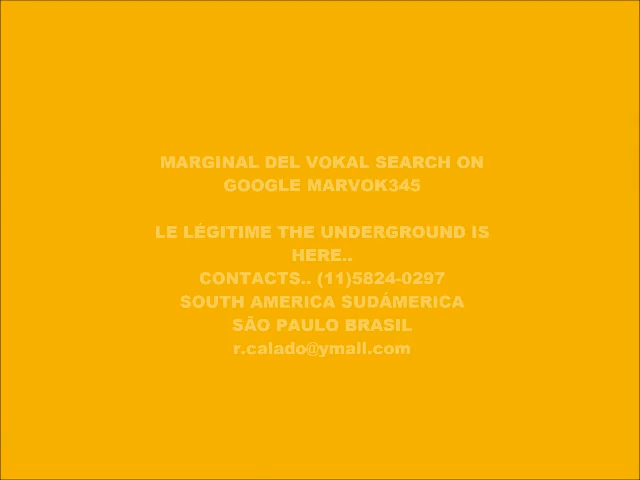 MARGINAL DEL VOKAL SEARCH ON
GOOGLE MARVOK345
LE LÉGITIME THE UNDERGROUND IS
HERE..
CONTACTS.. (11)5824-0297
SOUTH AMERICA SUDÁMERICA
SÃO PAULO BRASIL
r.calado@ymail.com